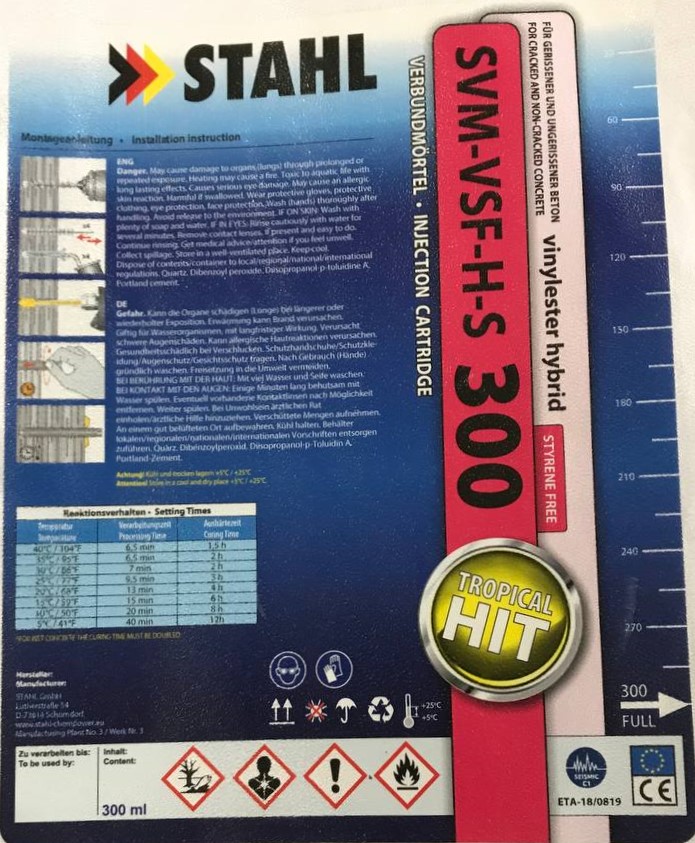 STAHL
Montageanleitung • Installation instruction
ENG
Danger. May cause damage to organs (lungs) through prolonged or
repeated exposure. Heating may cause a fire. Toxic to aquatic life with
long lasting effects. Causes serious eye damage. May cause an allergic
skin reaction. Harmful if swallowed. Wear protective gloves, protective
clothing, eye protection, face protection. Wash (hands) thoroughly after
handling. Avoid release to the environment. IF ON SKIN: Wash with
plenty of soap and water. IF IN EYES: Rinse cautiously with water for
several minutes. Remove contact lenses, if present and easy to do.
Continue rinsing. Get medical advice/attention if you feel unwell.
Collect spillage. Store in a well-ventilated place. Keep cool.
Dispose of contents/container to local/regional/national/international
regulations. Quartz. Dibenzoyl peroxide. Diisopropanol-p-toluidine A.
Portland cement.
DE
Gefahr. Kann die Organe schädigen (Lunge) bei längerer oder
wiederholter Exposition. Erwärmung kann Brand verursachen.
Giftig für Wasserorganismen, mit langfristiger Wirkung. Verursacht
schwere Augenschäden. Kann allergische Hautreaktionen verursachen.
Gesundheitsschädlich bei Verschlucken. Schutzhandschuhe/Schutzklei-
dung/Augenschutz/Gesichtsschutz tragen. Nach Gebrauch (Hände)
gründlich waschen. Freisetzung in die Umwelt vermeiden.
BEI BERÜHRUNG MIT DER HAUT: Mit viel Wasser und Seife waschen.
BEI KONTAKT MIT DEN AUGEN: Einige Minuten lang behutsam mit
Wasser spülen. Eventuell vorhandene Kontaktlinsen nach Möglichkeit
entfernen. Weiter spülen. Bei Unwohlsein ärztlichen Rat
einholen/ärztliche Hilfe hinzuziehen. Verschüttete Mengen aufnehmen.
An einem gut belüfteten Ort aufbewahren. Kühl halten. Behälter
lokalen/regionalen/nationalen/internationalen Vorschriften entsorgen
zuführen. Quarz. Dibenzoylperoxid. Diisopropanol-p-Toluidin A.
Portland-Zement.
Achtung! Kühl und trocken lagern +5°C / +25°C
Attention! Store in a cool and dry place +5°C / +25°C
Reaktionsverhalten - Setting Times
Temperatur Verarbeitungszeit Aushärtezeit
Temperature Processing Time Curing Time
40°C / 104°F 6,5 min 1,5 h
35°C / 95°F 6,5 min 2 h
30°C / 86°F 7 min 2 h
25°C / 77°F 9,5 min 3 h
20°C / 68°F 13 min 4 h
15°C / 59°F 15 min 6 h
10°C / 50°F 20 min 8 h
5°C / 41°F 40 min 12h
*FOR WET CONCRETE THE CURING TIME MUST BE DOUBLED
Hersteller:
Manufacturer:
STAHL GmbH
Lutherstraße 54
D-73614 Schorndorf
www.stahl-chempower.eu
Manufacturing Plant No. 3 / Werk Nr. 3
+25°C
+5°C
Zu verarbeiten bis:
To be used by:
Inhalt:
Content:
300 ml
VERBUNDMÖRTEL • INJECTION CARTRIDGE
SVM-VSF-H-S 300
FÜR GERISSENER UND UNGERISSENER BETON
FOR CRACKED AND NON-CRACKED CONCRETE
vinylester hybrid
STYRENE FREE
TROPICAL
HIT
60
90
120
150
180
210
240
270
300
FULL
SEISMIC
C1
ETA-18/0819
CE